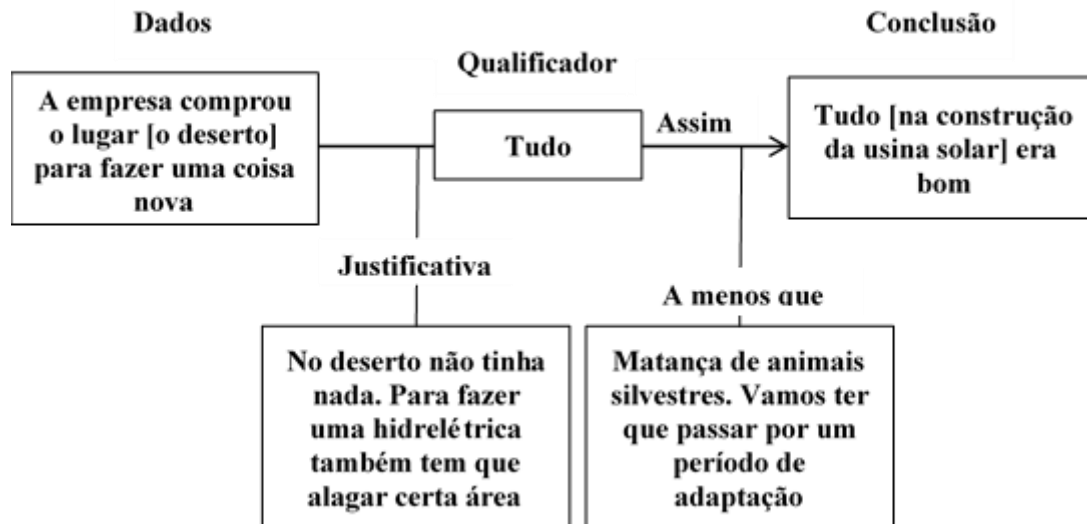 Dados
Conclusão
Qualificador
A empresa comprou
o lugar [o deserto]
para fazer uma coisa
nova
Tudo
Assim
Tudo [na construção
da usina solar] era
bom
Justificativa
A menos que
No deserto não tinha
nada. Para fazer
uma hidrelétrica
também tem que
alagar certa área
Matança de animais
silvestres. Vamos ter
que passar por um
período de
adaptação